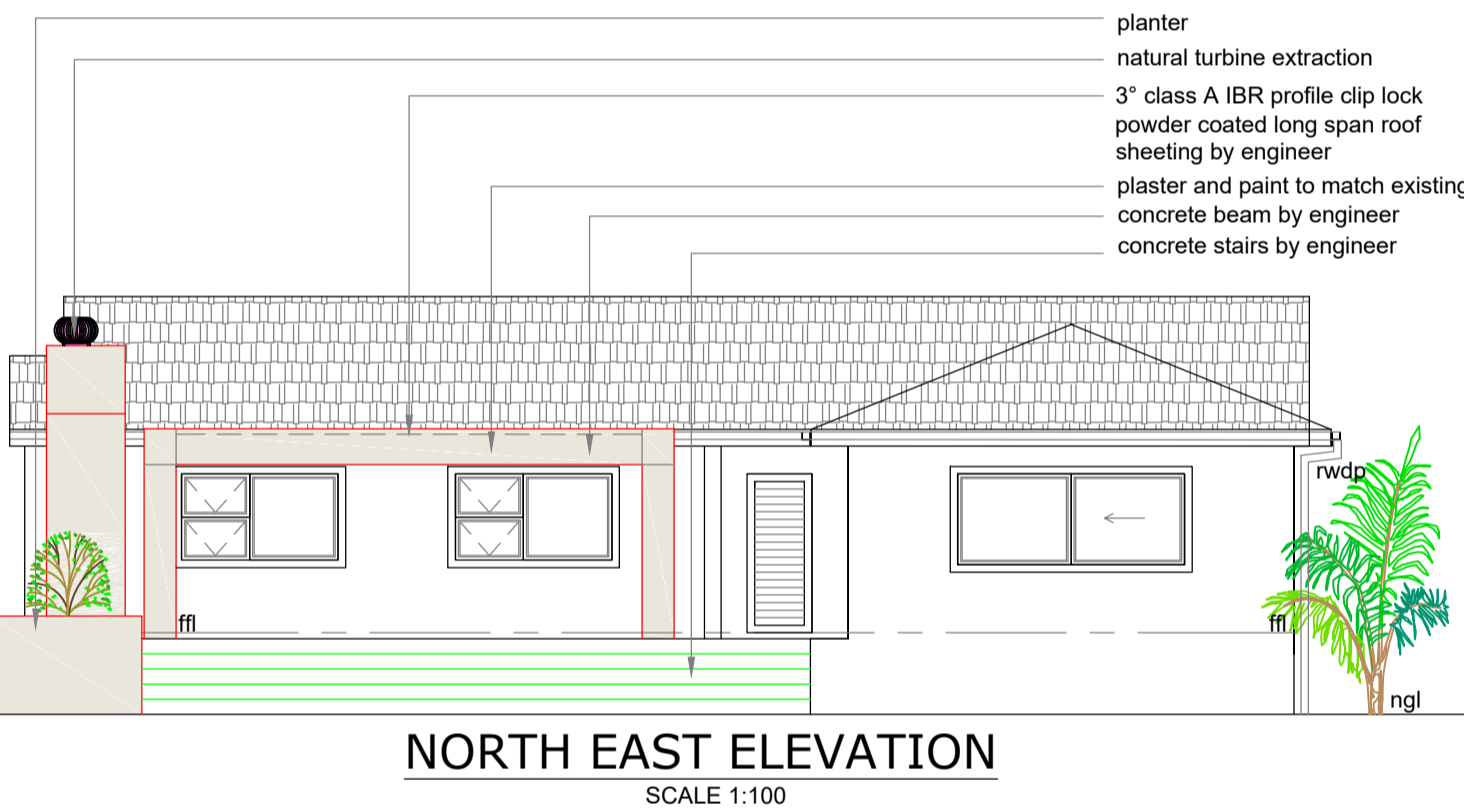 planter
natural turbine extraction
3° class A IBR profile clip lock
powder coated long span roof
sheeting by engineer
plaster and paint to match existing
concrete beam by engineer
concrete stairs by engineer
rwdp
ffl
ffl
ngl
NORTH EAST ELEVATION
SCALE 1:100